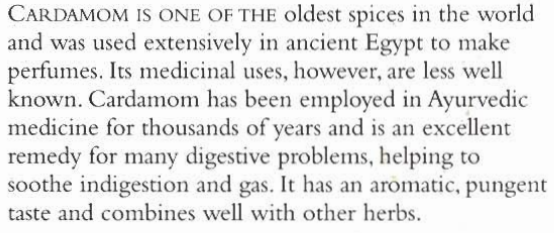 CARDAMOM IS ONE OF THE oldest spices in the world
and was used extensively in ancient Egypt to make
perfumes. Its medicinal uses, however, are less well
known. Cardamom has been employed in Ayurvedic
medicine for thousands of years and is an excellent
remedy for many digestive problems, helping to
soothe indigestion and gas. It has an aromatic, pungent
taste and combines well with other herbs.